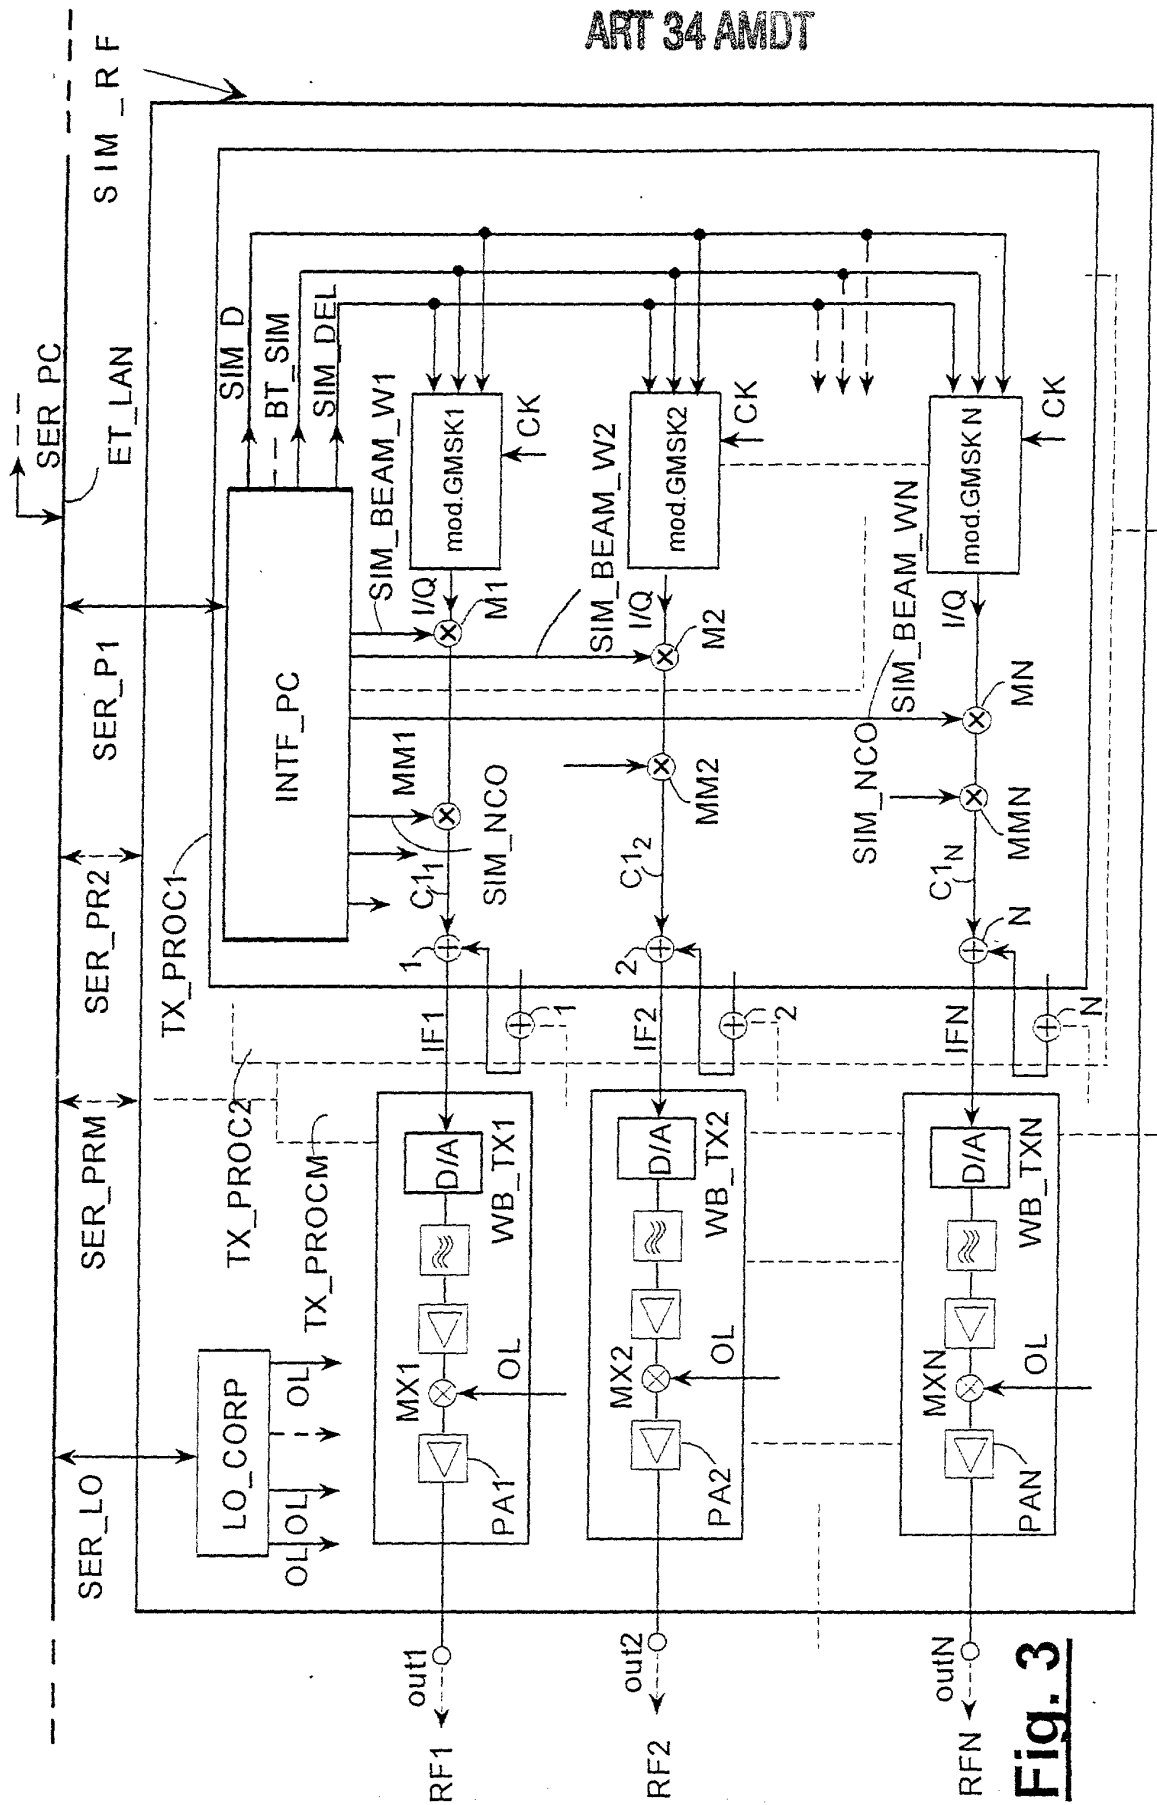 ART 34 AMDT
SIM_RF
SER_PC
ET_LAN
SER_P1
SER_PR2
SER_PRM
SER_LO
TX_PROC1
TX_PROC2
TX_PROCM
INTF_PC
LO_CORP
OL
OL
OL
SIM_D
BT_SIM
SIM_DEL
SIM_BEAM_W1
mod.GMSK1
CK
I/Q
M1
MM1
SIM_NCO
C1₁
1
1
IF1
D/A
WB_TX1
MX1
OL
PA1
out1
RF1
SIM_BEAM_W2
mod.GMSK2
CK
I/Q
M2
MM2
C1₂
2
2
IF2
D/A
WB_TX2
MX2
OL
PA2
out2
RF2
SIM_BEAM_WN
mod.GMSK N
CK
I/Q
MN
SIM_NCO
MMN
C1N
N
N
IFN
D/A
WB_TXN
MXN
OL
PAN
outN
RFN
Fig. 3